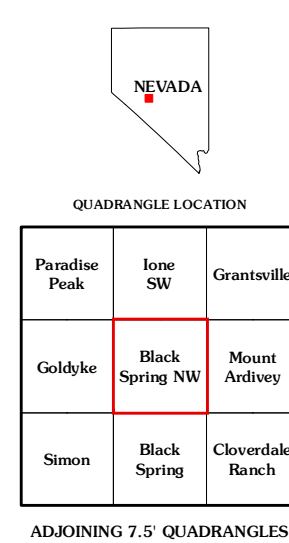 NEVADA
QUADRANGLE LOCATION
Paradise
Peak
Ione
SW
Grantsville
Goldyke
Black
Spring NW
Mount
Ardivey
Simon
Black
Spring
Cloverdale
Ranch
ADJOINING 7.5' QUADRANGLES